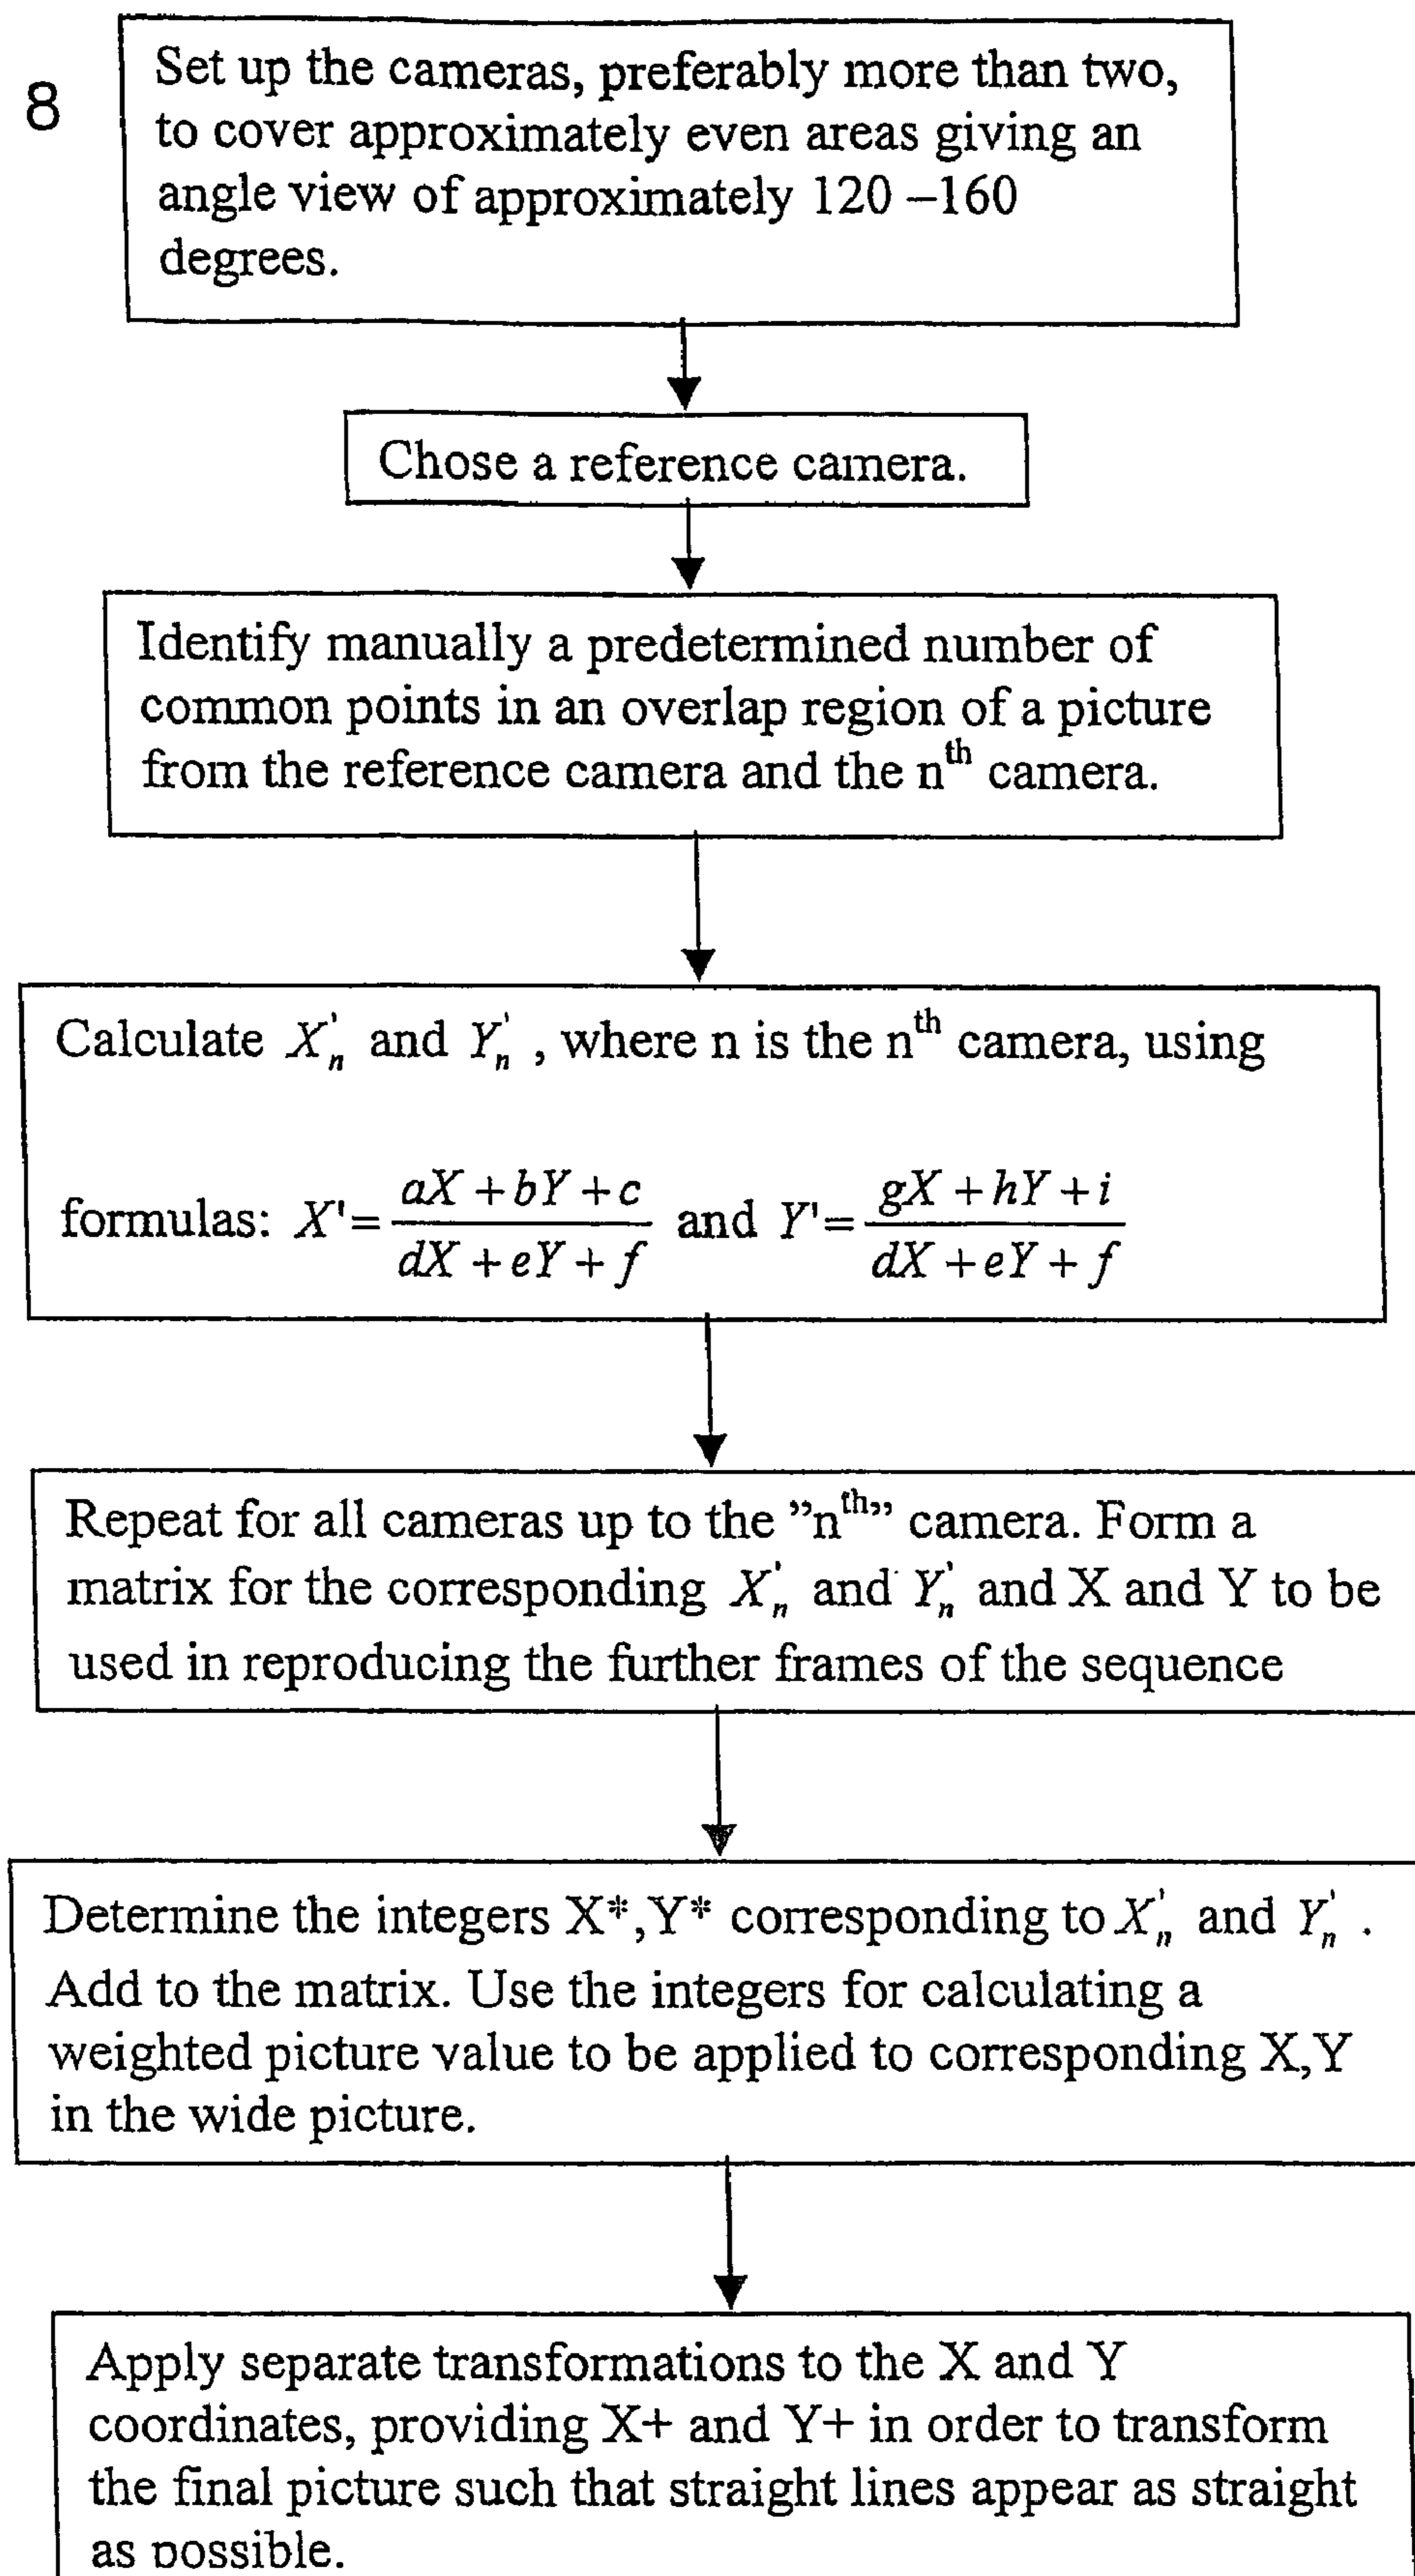 8
Set up the cameras, preferably more than two,
to cover approximately even areas giving an
angle view of approximately 120 –160
degrees.
Chose a reference camera.
Identify manually a predetermined number of
common points in an overlap region of a picture
from the reference camera and the nth camera.
Calculate X'n and Y'n , where n is the nth camera, using
formulas: X'= (aX + bY + c)/(dX + eY + f) and Y'= (gX + hY + i)/(dX + eY + f)
Repeat for all cameras up to the ”nth” camera. Form a
matrix for the corresponding X'n and Y'n and X and Y to be
used in reproducing the further frames of the sequence
Determine the integers X*,Y* corresponding to X'n and Y'n .
Add to the matrix. Use the integers for calculating a
weighted picture value to be applied to corresponding X,Y
in the wide picture.
Apply separate transformations to the X and Y
coordinates, providing X+ and Y+ in order to transform
the final picture such that straight lines appear as straight
as possible.